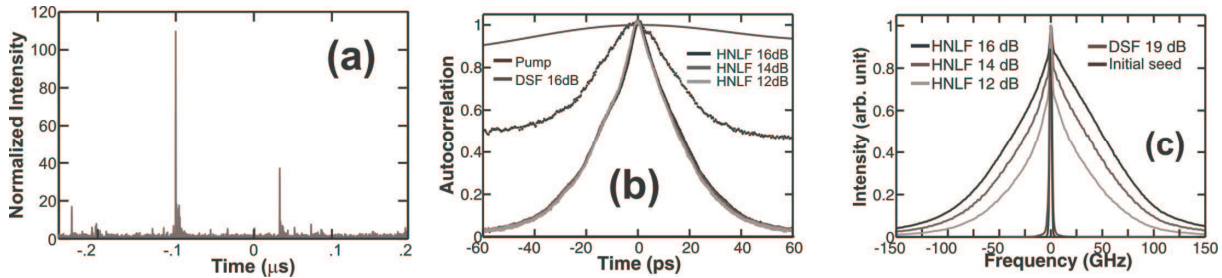 Normalized Intensity
120
100
80
60
40
20
0
-.2
-.1
0
.1
.2
Time (μs)
(a)
Autocorrelation
1
0.8
0.6
0.4
0.2
0
-60
-40
-20
0
20
40
60
Time (ps)
Pump
DSF 16dB
HNLF 16dB
HNLF 14dB
HNLF 12dB
(b)
Intensity (arb. unit)
1
0.8
0.6
0.4
0.2
0
-150
-100
-50
0
50
100
150
Frequency (GHz)
HNLF 16 dB
HNLF 14 dB
HNLF 12 dB
DSF 19 dB
Initial seed
(c)